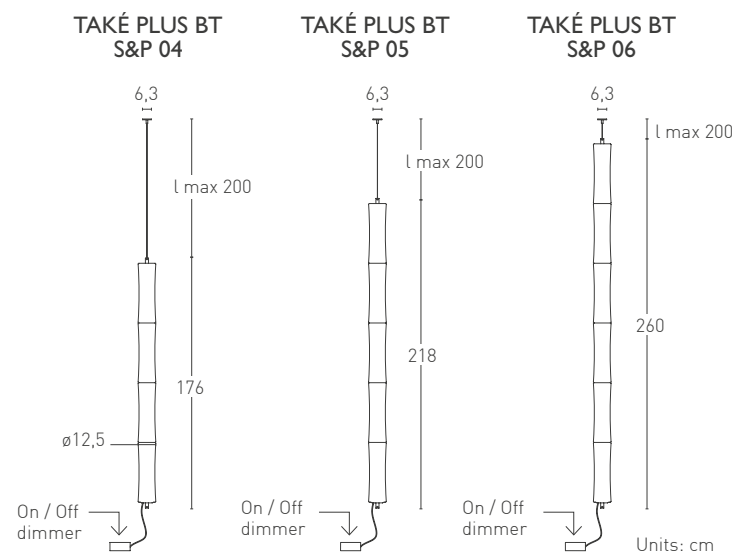 TAKÉ PLUS BT
S&P 04
6,3
l max 200
176
ø12,5
On / Off
dimmer
TAKÉ PLUS BT
S&P 05
6,3
l max 200
218
On / Off
dimmer
TAKÉ PLUS BT
S&P 06
6,3
l max 200
260
On / Off
dimmer
Units: cm